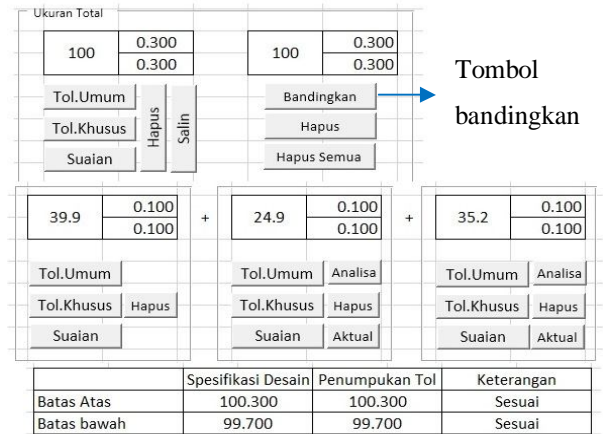 Ukuran Total
100 0.300 100 0.300
0.300 0.300
Tol.Umum Hapus Salin Bandingkan
Tol.Khusus Hapus
Suaian Hapus Semua
Tombol
bandingkan
39.9 0.100 + 24.9 0.100 + 35.2 0.100
0.100 0.100 0.100
Tol.Umum Tol.Umum Analisa Tol.Umum Analisa
Tol.Khusus Hapus Tol.Khusus Hapus Tol.Khusus Hapus
Suaian Suaian Aktual Suaian Aktual
Spesifikasi Desain Penumpukan Tol Keterangan
Batas Atas 100.300 100.300 Sesuai
Batas bawah 99.700 99.700 Sesuai